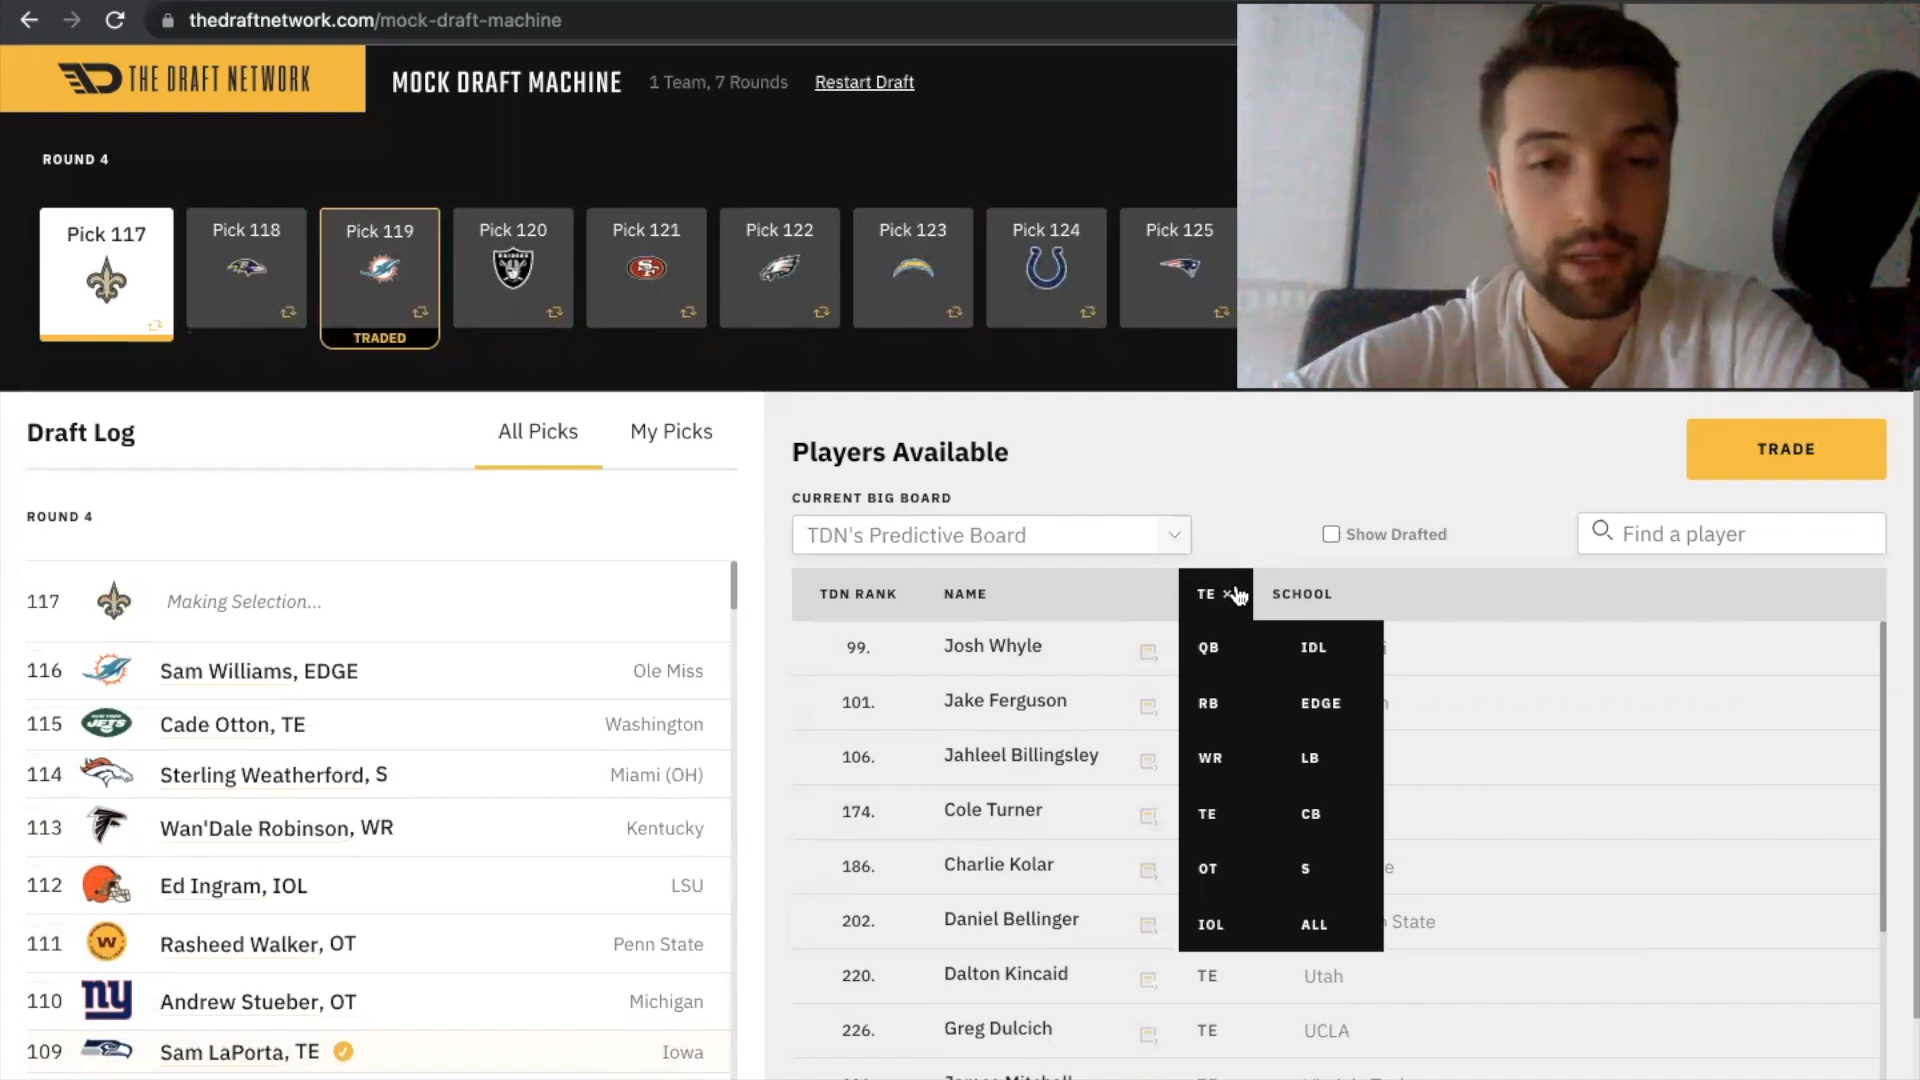 thedraftnetwork.com/mock-draft-machine
THE DRAFT NETWORK
MOCK DRAFT MACHINE
1 Team, 7 Rounds
Restart Draft
ROUND 4
Pick 117
Pick 118
Pick 119
TRADED
Pick 120
RAIDERS
Pick 121
SF
Pick 122
Pick 123
Pick 124
Pick 125
Draft Log
All Picks
My Picks
ROUND 4
117 Making Selection...
116 Sam Williams, EDGE Ole Miss
115 JETS Cade Otton, TE Washington
114 Sterling Weatherford, S Miami (OH)
113 Wan'Dale Robinson, WR Kentucky
112 Ed Ingram, IOL LSU
111 W Rasheed Walker, OT Penn State
110 ny Andrew Stueber, OT Michigan
109 Sam LaPorta, TE Iowa
Players Available
TRADE
CURRENT BIG BOARD
TDN's Predictive Board
Show Drafted
Find a player
TDN RANK NAME TE × SCHOOL
99. Josh Whyle
101. Jake Ferguson
106. Jahleel Billingsley
174. Cole Turner
186. Charlie Kolar
202. Daniel Bellinger State
220. Dalton Kincaid TE Utah
226. Greg Dulcich TE UCLA
QB IDL
RB EDGE
WR LB
TE CB
OT S
IOL ALL